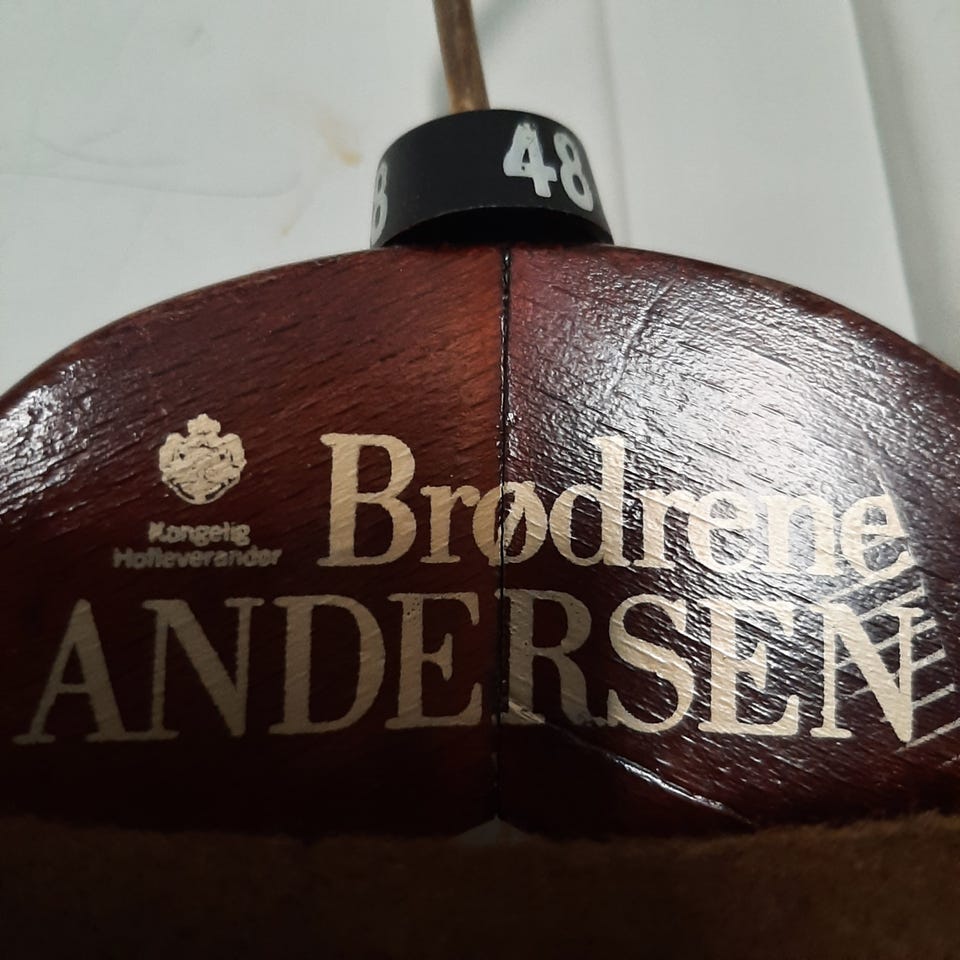 48
Brødrene
Kongelig
Hofleverandør
ANDERSEN